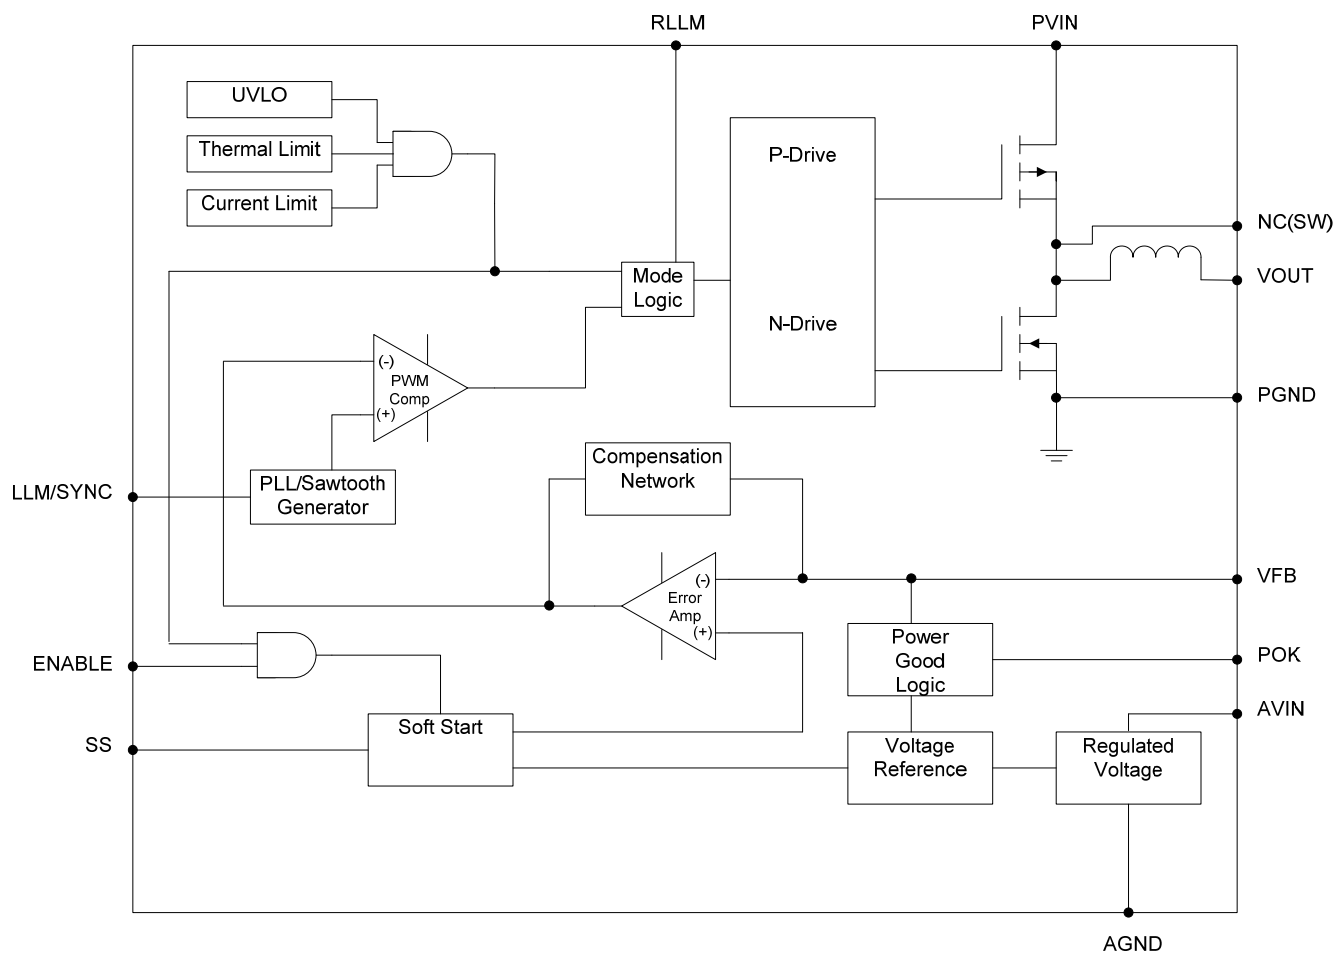 RLLM
PVIN
UVLO
Thermal Limit
Current Limit
P-Drive
N-Drive
NC(SW)
VOUT
Mode
Logic
(-)
PWM
Comp
(+)
PGND
LLM/SYNC
PLL/Sawtooth
Generator
Compensation
Network
(-)
Error
Amp
(+)
VFB
Power
Good
Logic
POK
ENABLE
AVIN
SS
Soft Start
Voltage
Reference
Regulated
Voltage
AGND